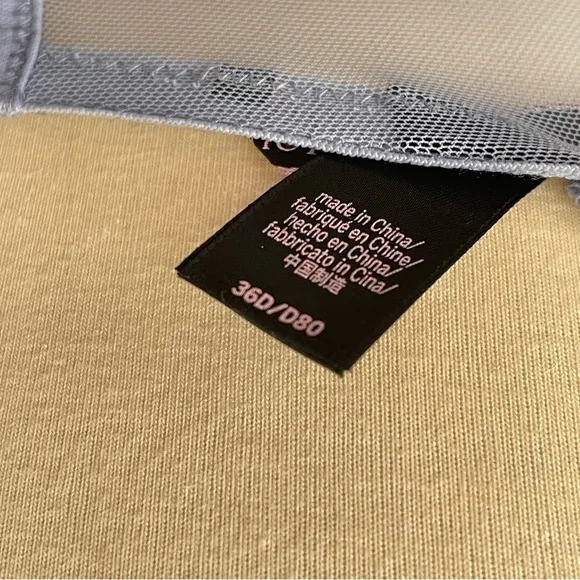 made in China/
fabriqué en Chine/
hecho en China/
fabbricato in Cina/
中国制造
36D/D80